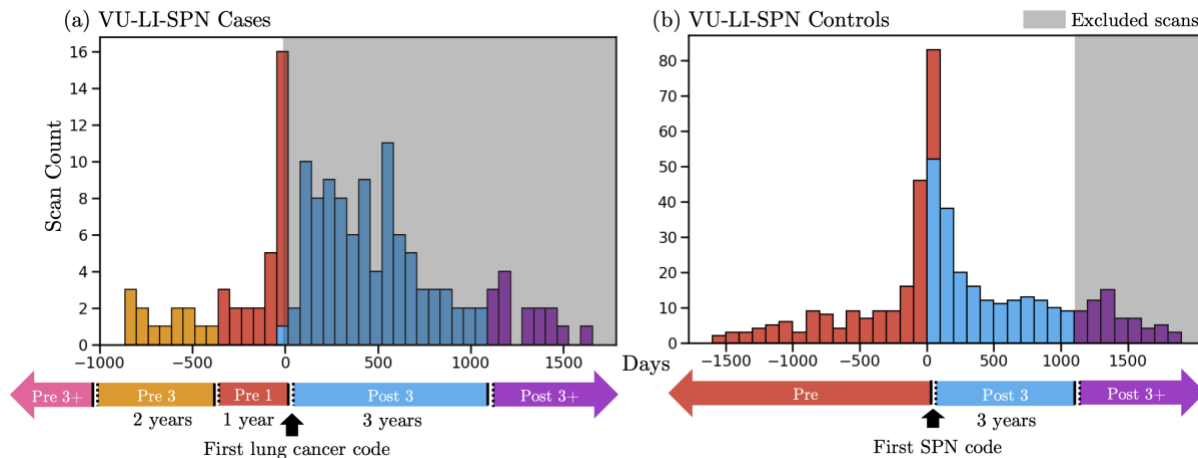 (a) VU-LI-SPN Cases
(b) VU-LI-SPN Controls
Excluded scans
Scan Count
16
14
12
10
8
6
4
2
0
−1000 −500 0 500 1000 1500
80
70
60
50
40
30
20
10
0
−1500 −1000 −500 0 500 1000 1500
Days
Pre 3+ Pre 3 Pre 1 Post 3 Post 3+
2 years 1 year 3 years
First lung cancer code
Pre Post 3 Post 3+
3 years
First SPN code